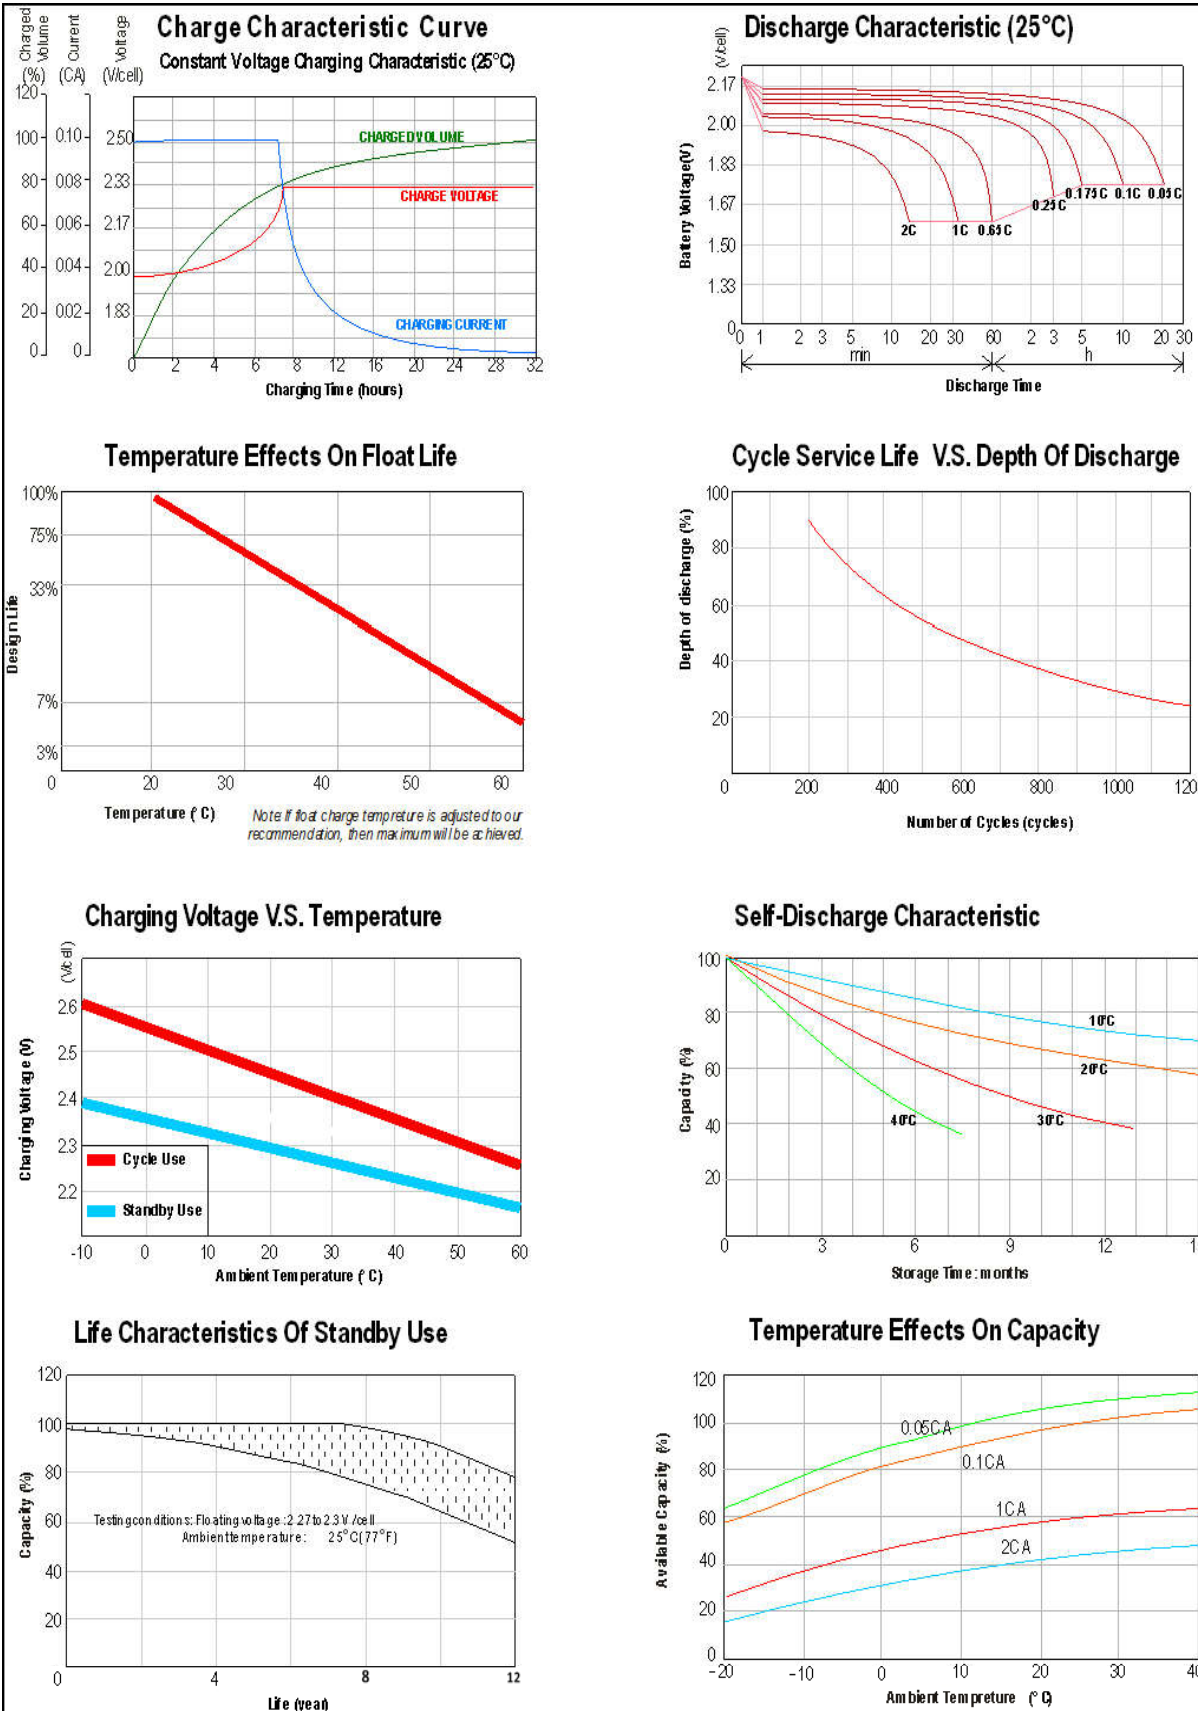 Charge Characteristic Curve
Constant Voltage Charging Characteristic (25°C)
Charged Volume
(%)
Current
(CA)
Voltage
(V/cell)
120
100 0.10 2.50
80 0.08 2.33
60 0.06 2.17
40 0.04 2.00
20 0.02 1.83
0 0
CHARGED VOLUME
CHARGE VOLTAGE
CHARGING CURRENT
0 2 4 6 8 12 16 20 24 28 32
Charging Time (hours)
Discharge Characteristic (25°C)
(V/cell)
Battery Voltage(V)
2.17
2.00
1.83
1.67
1.50
1.33
0
2C 1C 0.65C 0.25C 0.175C 0.1C 0.05C
0 1 2 3 5 10 20 30 60 2 3 5 10 20 30
min h
Discharge Time
Temperature Effects On Float Life
Design Life
100%
75%
33%
7%
3%
0 20 30 40 50 60
Temperature (°C)
Note: If float charge tempreture is adjusted to our
recommendation, then maximum will be achieved.
Cycle Service Life V.S. Depth Of Discharge
Depth of discharge (%)
100
80
60
40
20
0
0 200 400 600 800 1000 120
Number of Cycles (cycles)
Charging Voltage V.S. Temperature
(V/cell)
Charging Voltage (V)
2.6
2.5
2.4
2.3
2.2
Cycle Use
Standby Use
-10 0 10 20 30 40 50 60
Ambient Temperature (°C)
Self-Discharge Characteristic
Capacity (%)
100
80
60
40
20
10°C
20°C
30°C
40°C
0 3 6 9 12 1
Storage Time: months
Life Characteristics Of Standby Use
Capacity (%)
120
100
80
60
40
20
0
Testing conditions: Floating voltage: 2.27 to 2.3 V /cell
Ambient temperature: 25°C(77°F)
4 8 12
Life (year)
Temperature Effects On Capacity
Available Capacity (%)
120
100
80
60
40
20
0
0.05CA
0.1CA
1CA
2CA
-20 -10 0 10 20 30 40
Ambient Tempreture (°C)